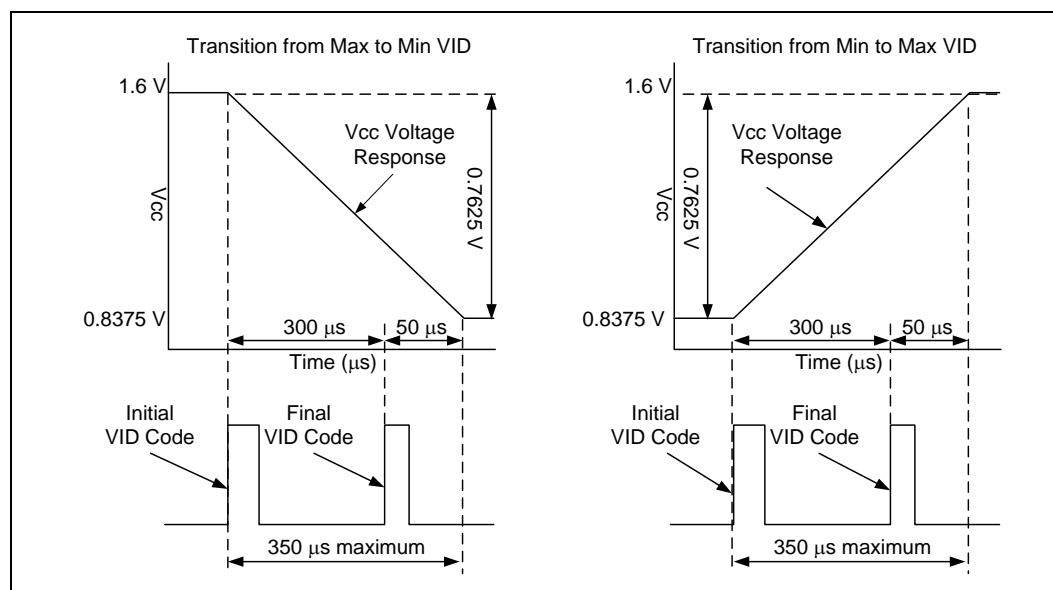 Transition from Max to Min VID
1.6 V
Vcc Voltage
Response
Vcc
0.7625 V
0.8375 V
300 μs
50 μs
Time (μs)
Initial
VID Code
Final
VID Code
350 μs maximum
Transition from Min to Max VID
1.6 V
Vcc Voltage
Response
Vcc
0.7625 V
0.8375 V
300 μs
50 μs
Time (μs)
Initial
VID Code
Final
VID Code
350 μs maximum